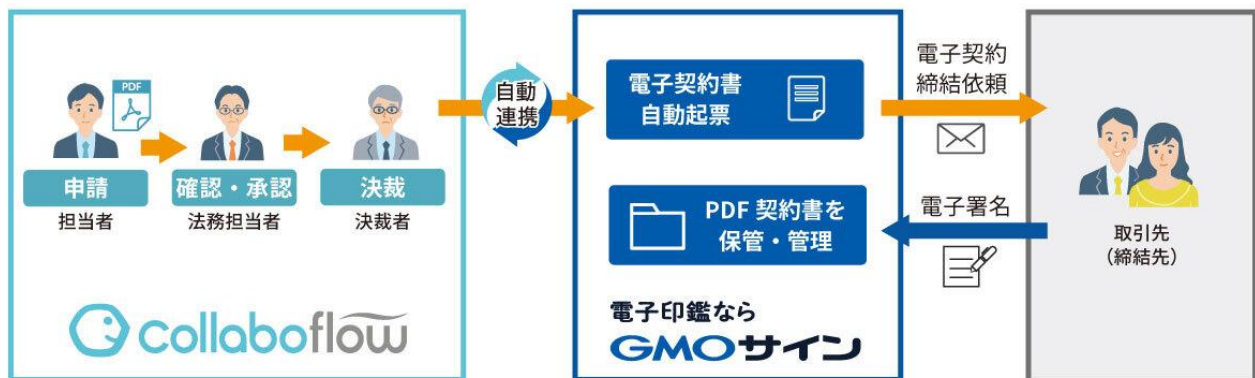 PDF
申請
担当者
確認・承認
法務担当者
決裁
決裁者
collaboflow
自動
連携
電子契約書
自動起票
PDF 契約書を
保管・管理
電子印鑑なら
GMOサイン
電子契約
締結依頼
電子署名
取引先
(締結先)